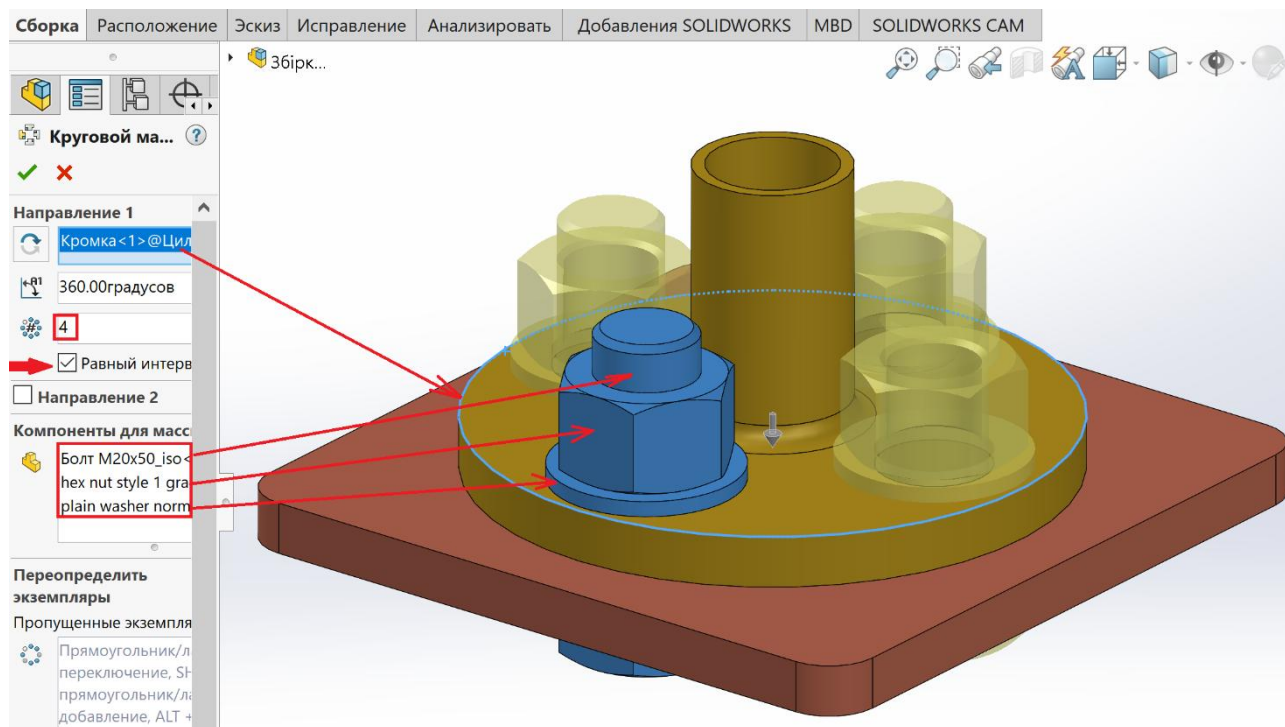 Сборка Расположение Эскиз Исправление Анализировать Добавления SOLIDWORKS MBD SOLIDWORKS CAM
Збірк...
Круговой ма... ?
Направление 1
Кромка<1>@Цил
A1
360.00градусов
# 4
Равный интерв
Направление 2
Компоненты для масс
Болт M20x50_iso<
hex nut style 1 gra
plain washer norm
Переопределить
экземпляры
Пропущенные экземпля
Прямоугольник/ла
переключение, SH
прямоугольник/ла
добавление, ALT +